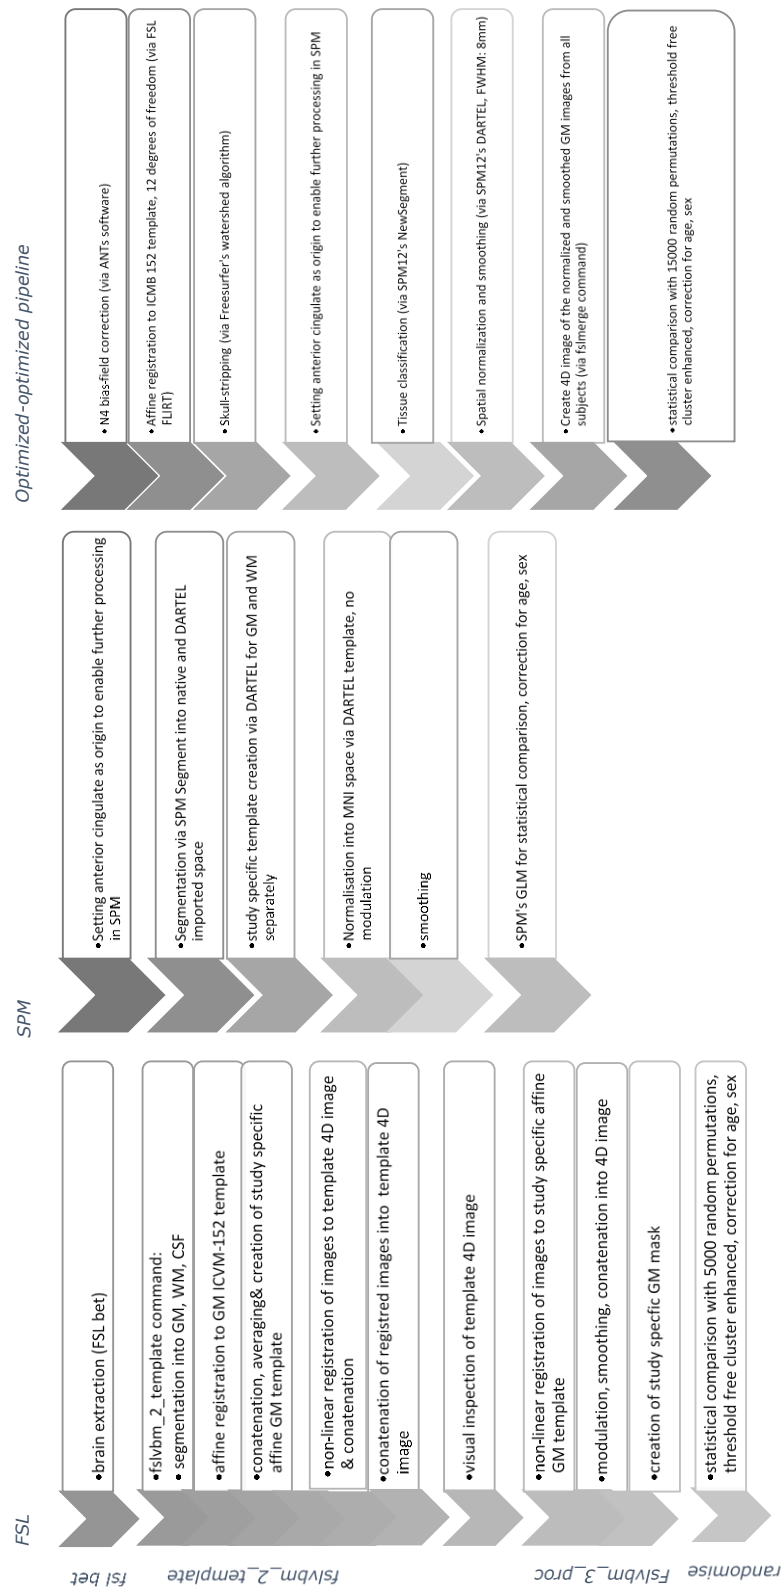 FSL
fsl bet
•brain extraction (FSL bet)
fslvbm_2_template
•fslvbm_2_template command:
• segmentation into GM, WM, CSF
•affine registration to GM ICVM-152 template
•conatenation, averaging& creation of study specific
affine GM template
•non-linear registration of images to template 4D image
& conatenation
•conatenation of registred images into template 4D
image
•visual inspection of template 4D image
Fslvbm_3_proc
•non-linear registration of images to study specific affine
GM template
•modulation, smoothing, conatenation into 4D image
•creation of study specfic GM mask
randomise
•statistical comparison with 5000 random permutations,
threshold free cluster enhanced, correction for age, sex
SPM
•Setting anterior cingulate as origin to enable further processing
in SPM
•Segmentation via SPM Segment into native and DARTEL
imported space
•study specific template creation via DARTEL for GM and WM
separately
•Normalisation into MNI space via DARTEL template, no
modulation
•smoothing
•SPM's GLM for statistical comparison, correction for age, sex
Optimized-optimized pipeline
• N4 bias-field correction (via ANTs software)
• Affine registration to ICMB 152 template, 12 degrees of freedom (via FSL
FLIRT)
• Skull-stripping (via Freesurfer's watershed algorithm)
• Setting anterior cingulate as origin to enable further processing in SPM
• Tissue classification (via SPM12's NewSegment)
• Spatial normalization and smoothing (via SPM12's DARTEL, FWHM: 8mm)
• Create 4D image of the normalized and smoothed GM images from all
subjects (via fslmerge command)
• statistical comparison with 15000 random permutations, threshold free
cluster enhanced, correction for age, sex